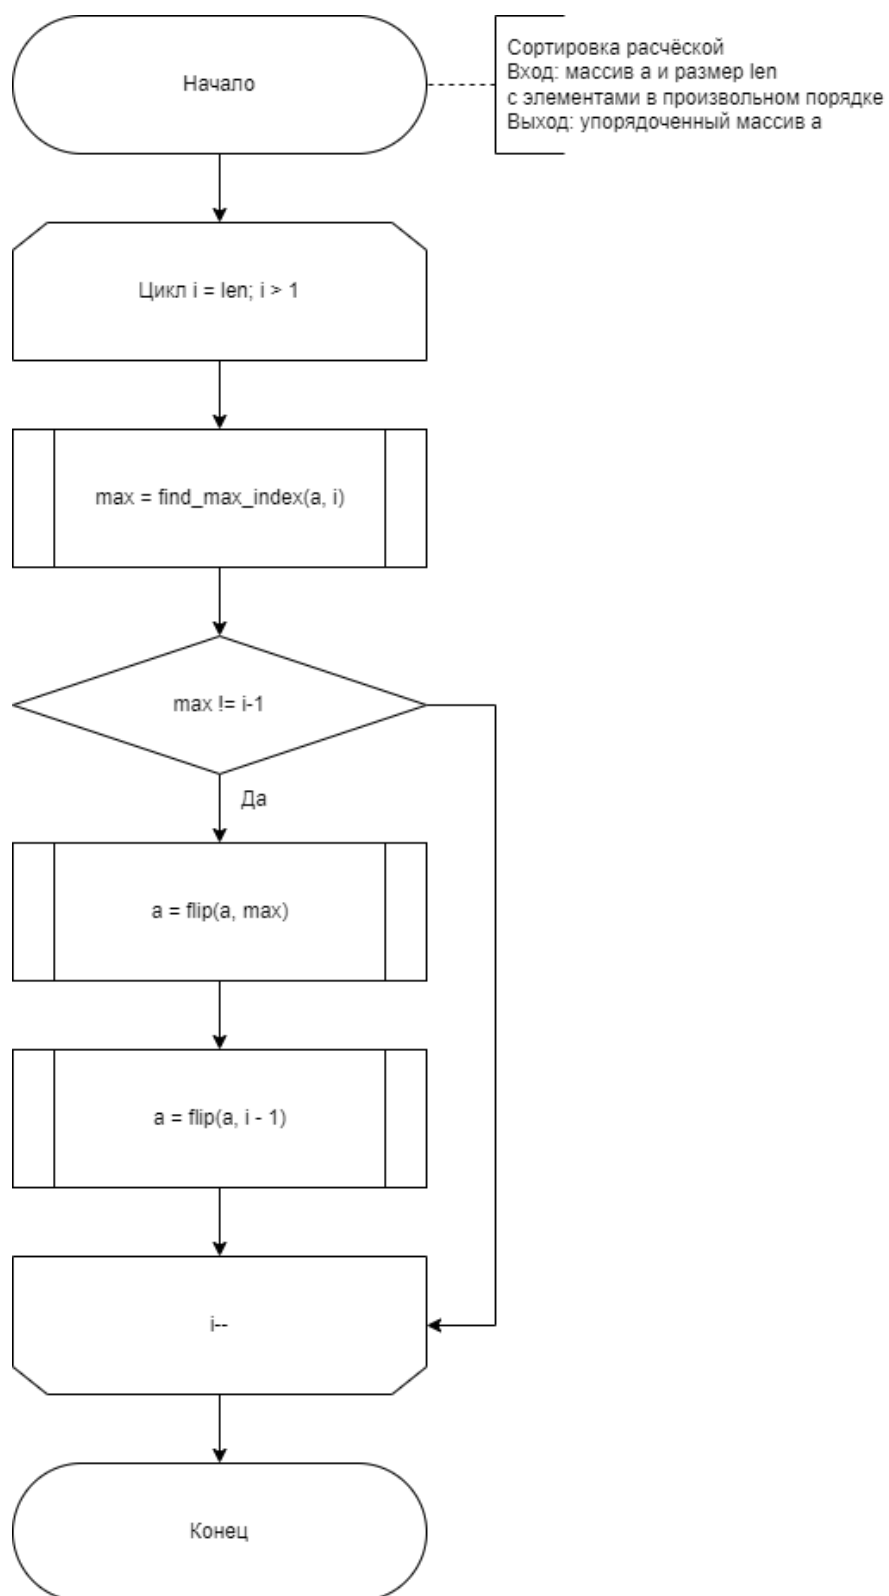 Начало
Сортировка расчёской
Вход: массив a и размер len
с элементами в произвольном порядке
Выход: упорядоченный массив a
Цикл i = len; i > 1
max = find_max_index(a, i)
max != i-1
Да
a = flip(a, max)
a = flip(a, i - 1)
i--
Конец